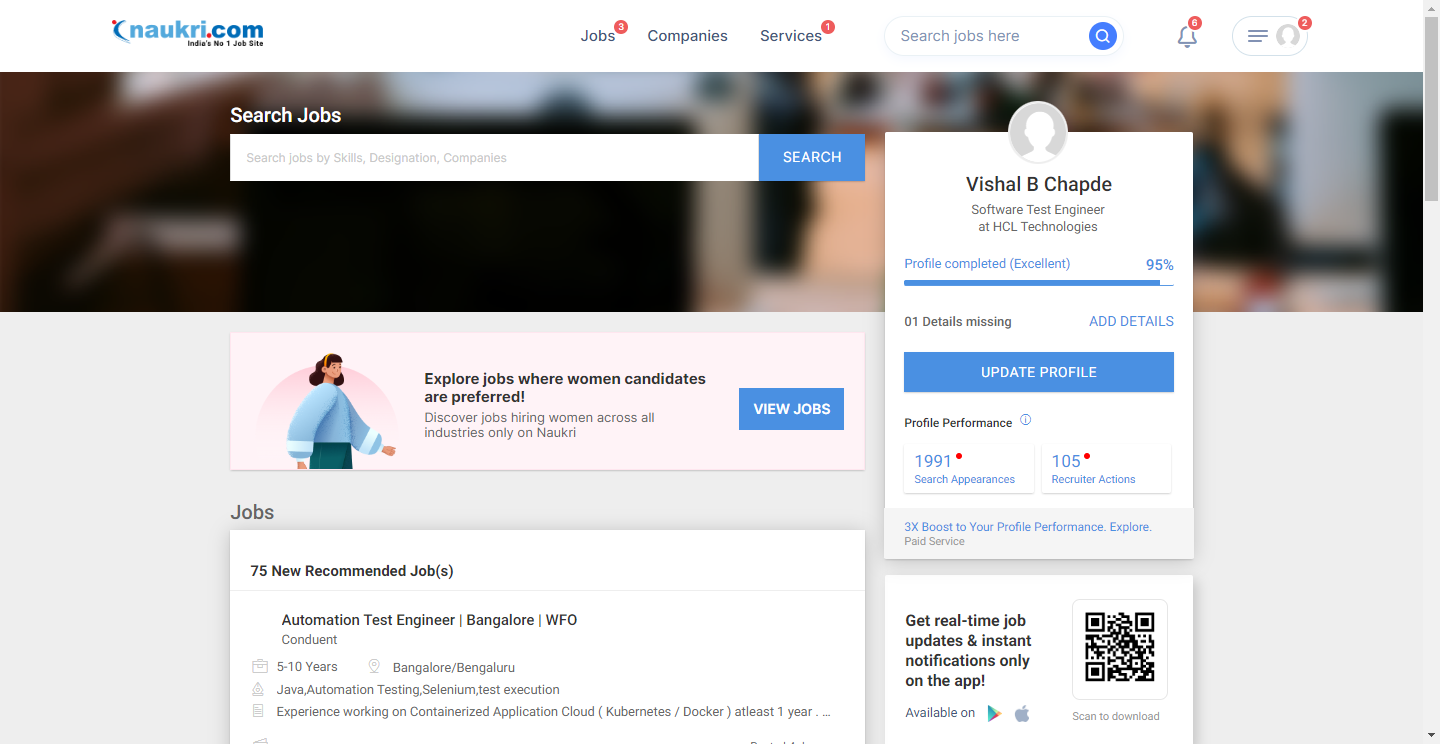 naukri.com
India's No 1 Job Site
Jobs 3
Companies
Services 1
Search jobs here
6
2
Search Jobs
Search jobs by Skills, Designation, Companies
SEARCH
Vishal B Chapde
Software Test Engineer
at HCL Technologies
Profile completed (Excellent) 95%
01 Details missing ADD DETAILS
UPDATE PROFILE
Profile Performance
1991
Search Appearances
105
Recruiter Actions
3X Boost to Your Profile Performance. Explore.
Paid Service
Explore jobs where women candidates
are preferred!
Discover jobs hiring women across all
industries only on Naukri
VIEW JOBS
Jobs
75 New Recommended Job(s)
Automation Test Engineer | Bangalore | WFO
Conduent
5-10 Years Bangalore/Bengaluru
Java,Automation Testing,Selenium,test execution
Experience working on Containerized Application Cloud ( Kubernetes / Docker ) atleast 1 year . ...
Get real-time job
updates & instant
notifications only
on the app!
Available on
Scan to download